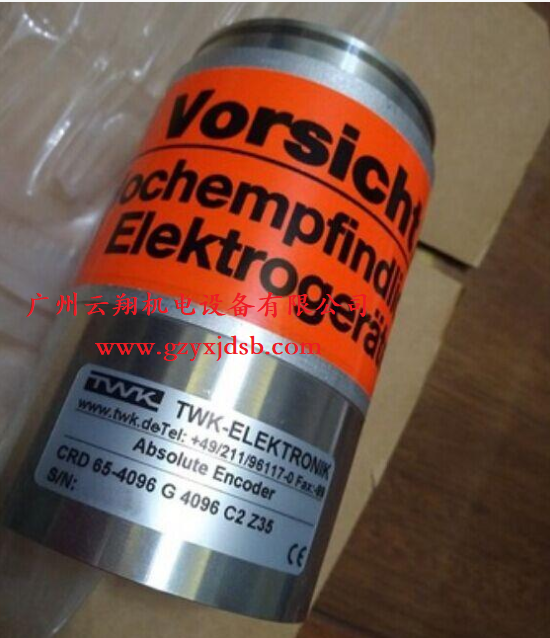 Vorsicht
ochempfindli
Elektrogerät
广州云翔机电设备有限公司
www.gzyxjdsb.com
TWK
TWK-ELEKTRONIK
www.twk.deTel: +49/211/96117-0 Fax:-99
Absolute Encoder
CRD 65-4096 G 4096 C2 Z35
S/N:
CE